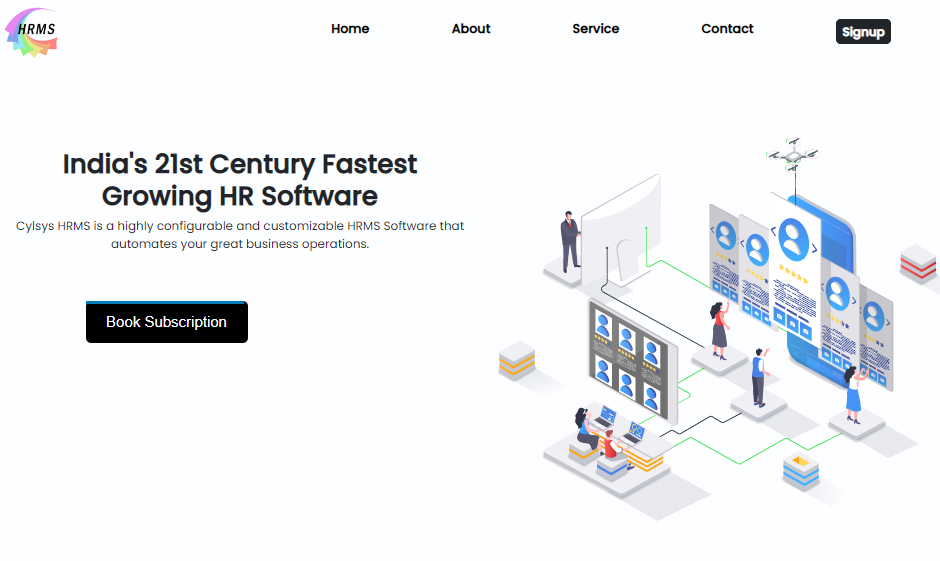 HRMS
Home
About
Service
Contact
Signup
India's 21st Century Fastest
Growing HR Software
Cylsys HRMS is a highly configurable and customizable HRMS Software that
automates your great business operations.
Book Subscription